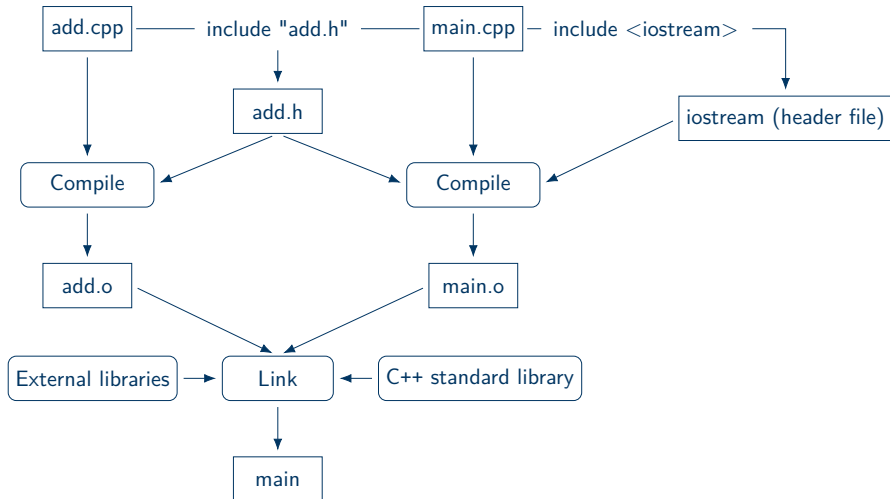 add.cpp
include "add.h"
main.cpp
include <iostream>
add.h
iostream (header file)
Compile
Compile
add.o
main.o
External libraries
Link
C++ standard library
main